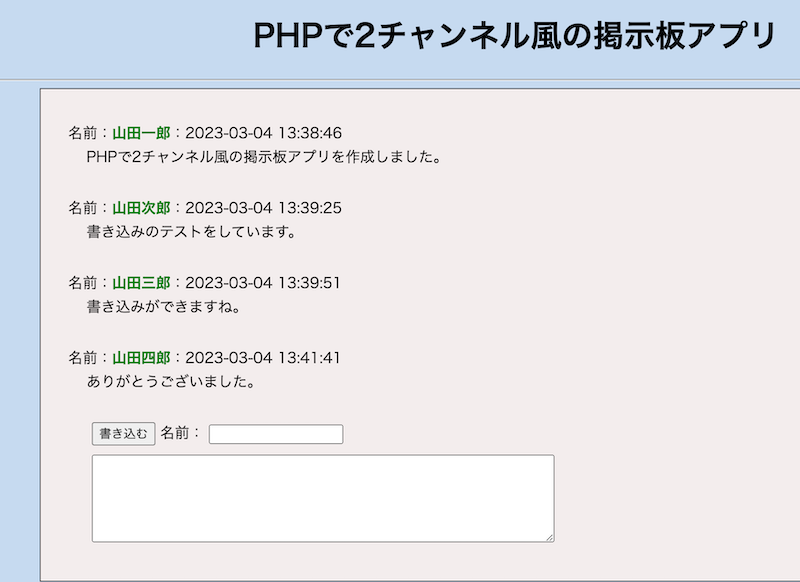 PHPで2チャンネル風の掲示板アプリ
名前：山田一郎：2023-03-04 13:38:46
PHPで2チャンネル風の掲示板アプリを作成しました。
名前：山田次郎：2023-03-04 13:39:25
書き込みのテストをしています。
名前：山田三郎：2023-03-04 13:39:51
書き込みができますね。
名前：山田四郎：2023-03-04 13:41:41
ありがとうございました。
書き込む 名前：